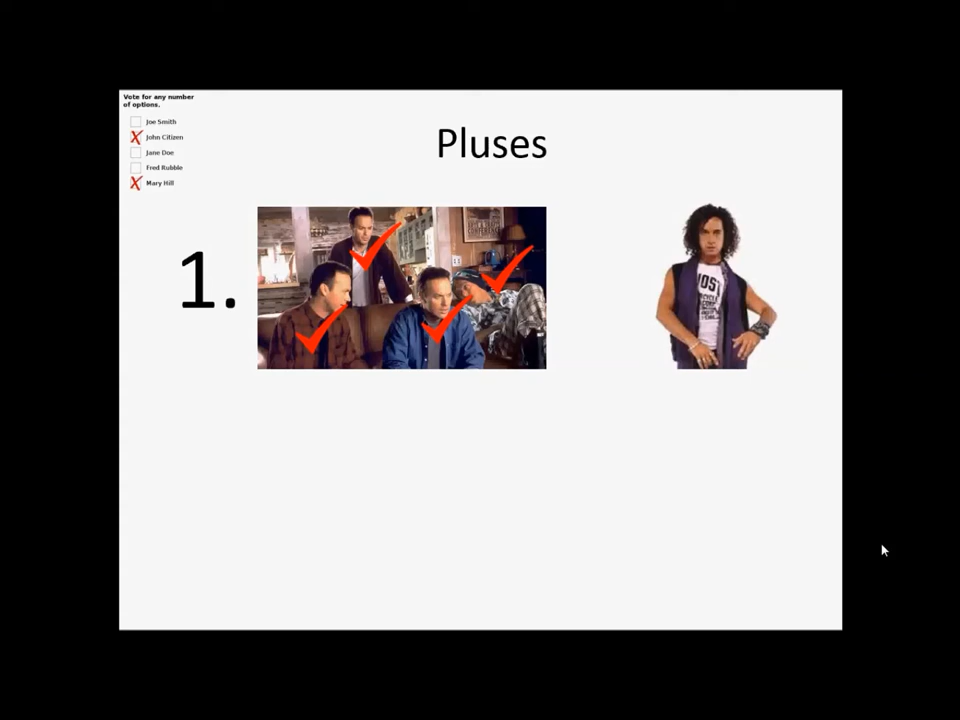 Vote for any number
of options.
Joe Smith
John Citizen
Jane Doe
Fred Rubble
Mary Hill
Pluses
1.